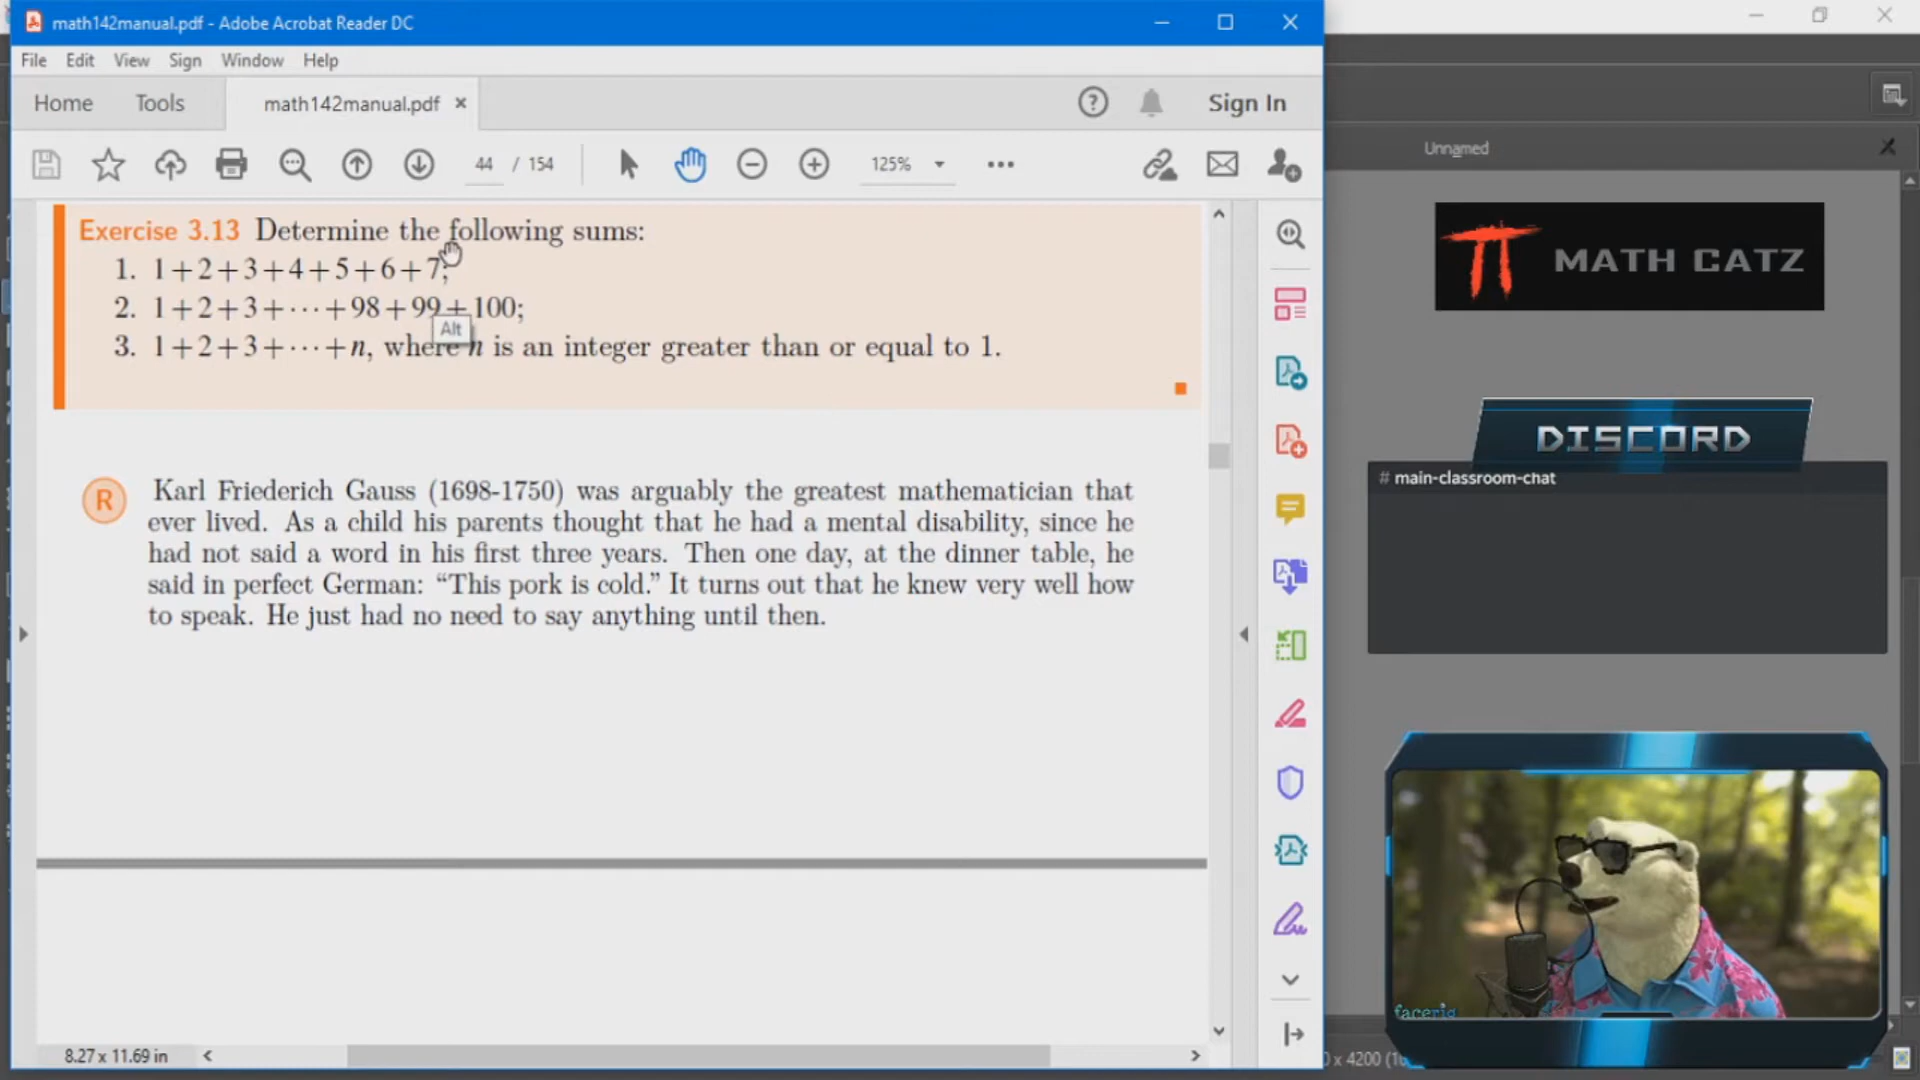 math142manual.pdf - Adobe Acrobat Reader DC
File Edit View Sign Window Help
Home Tools math142manual.pdf × Sign In
44 / 154 125%
Unnamed
Exercise 3.13 Determine the following sums:
1. 1+2+3+4+5+6+7;
2. 1+2+3+···+98+99+100;
Alt
3. 1+2+3+···+n, where n is an integer greater than or equal to 1.
R
Karl Friederich Gauss (1698-1750) was arguably the greatest mathematician that
ever lived. As a child his parents thought that he had a mental disability, since he
had not said a word in his first three years. Then one day, at the dinner table, he
said in perfect German: “This pork is cold.” It turns out that he knew very well how
to speak. He just had no need to say anything until then.
8.27 x 11.69 in
π MATH CATZ
DISCORD
# main-classroom-chat
facerig
x 4200